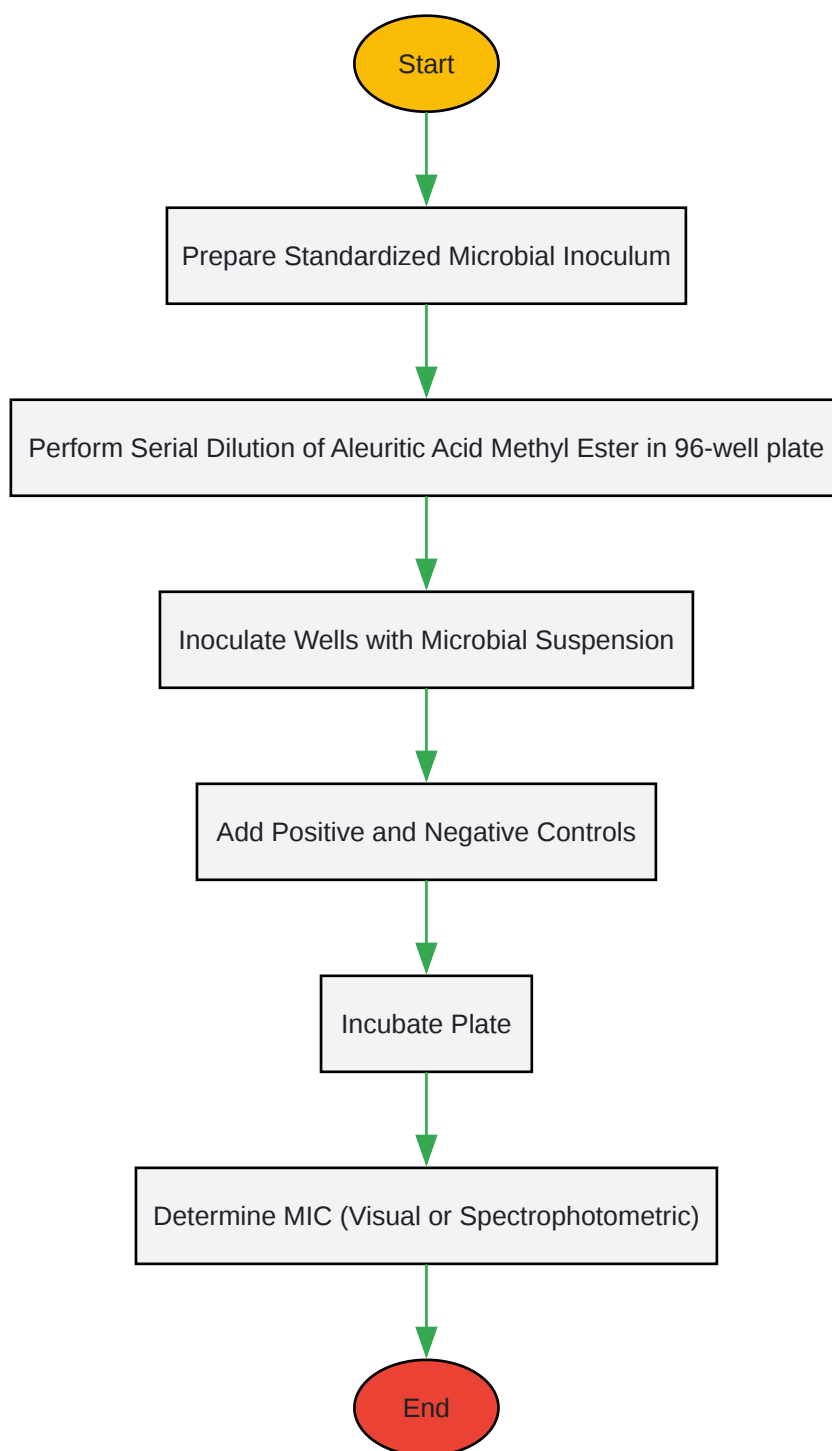 Start
Prepare Standardized Microbial Inoculum
Perform Serial Dilution of Aleuritic Acid Methyl Ester in 96-well plate
Inoculate Wells with Microbial Suspension
Add Positive and Negative Controls
Incubate Plate
Determine MIC (Visual or Spectrophotometric)
End